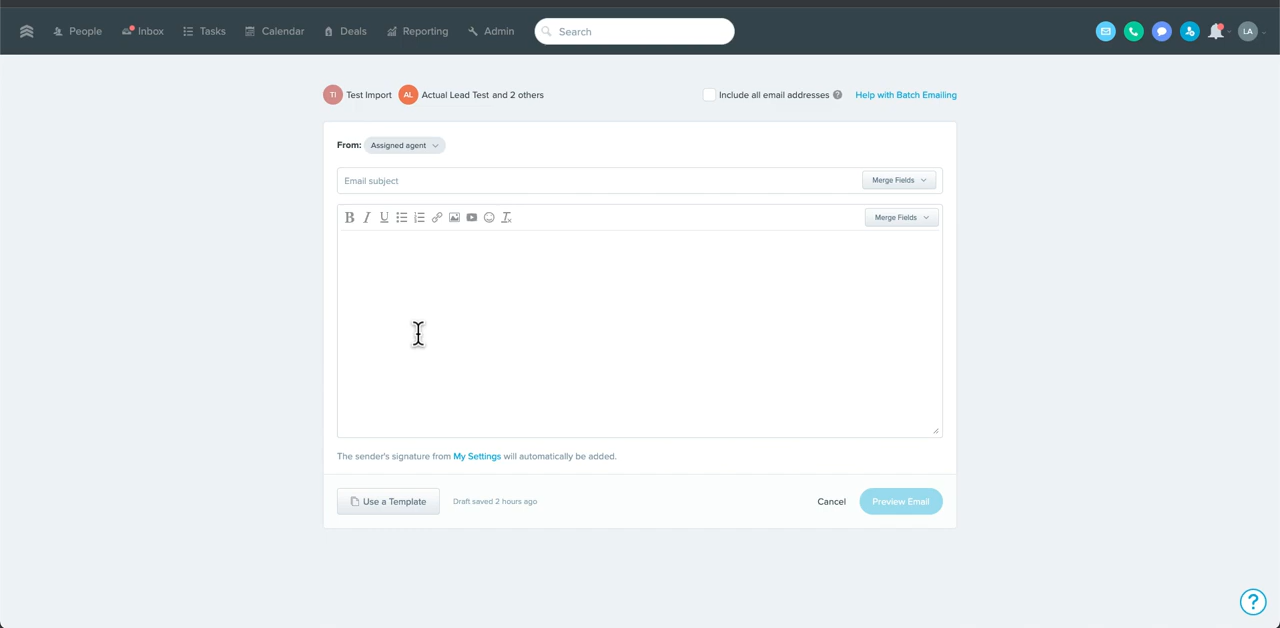 People Inbox Tasks Calendar Deals Reporting Admin Search LA
TI Test Import AL Actual Lead Test and 2 others Include all email addresses ? Help with Batch Emailing
From: Assigned agent
Email subject Merge Fields
B I U Merge Fields
The sender's signature from My Settings will automatically be added.
Use a Template Draft saved 2 hours ago Cancel Preview Email
?